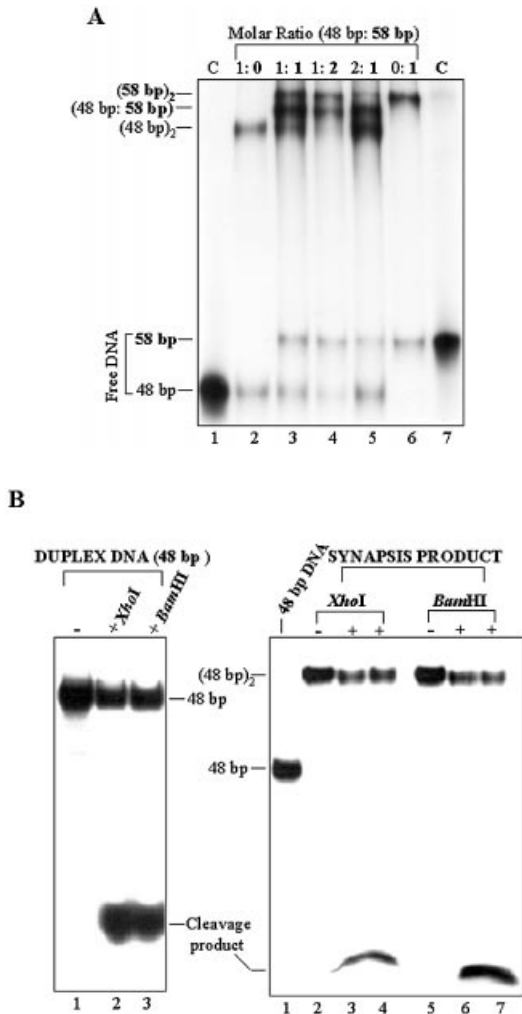 A
Molar Ratio (48 bp: 58 bp)
C 1: 0 1: 1 1: 2 2: 1 0: 1 C
(58 bp)₂
(48 bp: 58 bp)
(48 bp)₂
Free DNA
58 bp
48 bp
1 2 3 4 5 6 7
B
DUPLEX DNA (48 bp )
- + XhoI + BamHI
48 bp
Cleavage
product
1 2 3
48 bp DNA
SYNAPSIS PRODUCT
XhoI BamHI
- + + - + +
(48 bp)₂
48 bp
1 2 3 4 5 6 7